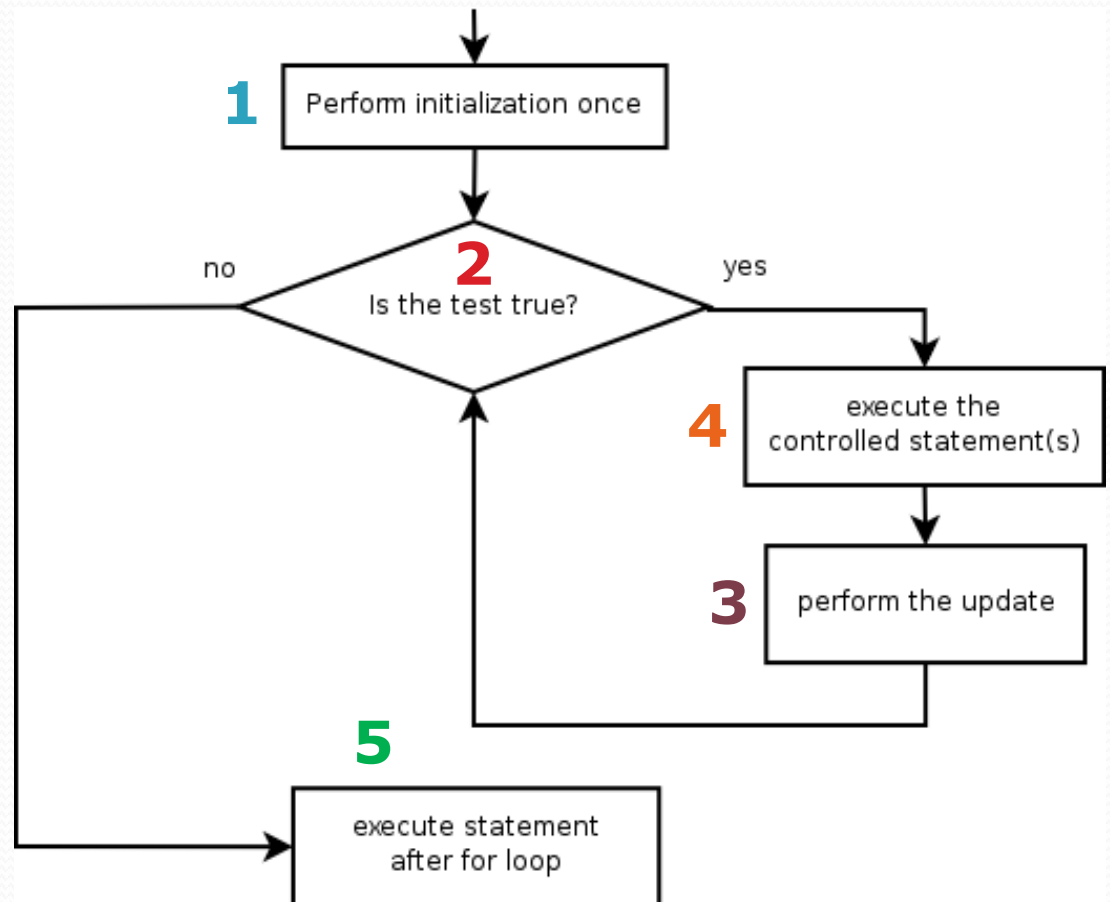 1
Perform initialization once
no
2
yes
Is the test true?
4
execute the
controlled statement(s)
3
perform the update
5
execute statement
after for loop